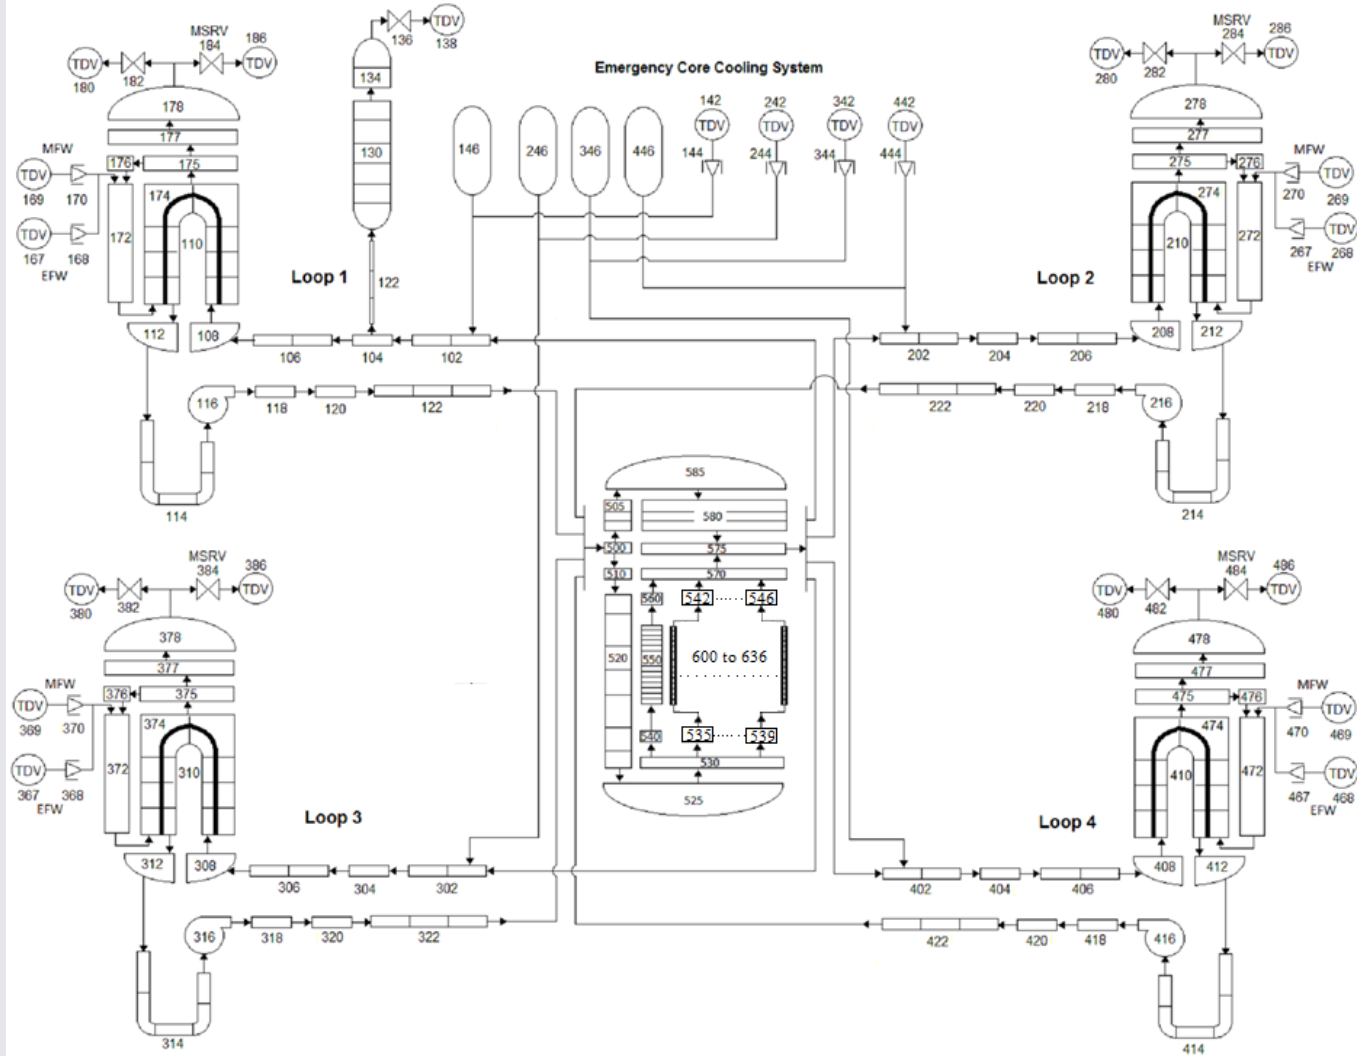 MSRV
184 186
TDV TDV
180 182
178
177
176 175
MFW
TDV
169 170
174
172 110
TDV
167 168
EFW
112 108
Loop 1
TDV
136 138
134
130
122
106 104 102
116 118 120 122
114
Emergency Core Cooling System
146 246 346 446
142 242 342 442
TDV TDV TDV TDV
144 244 344 444
MSRV
284 286
TDV TDV
280 282
278
277
275 276
MFW
TDV
270 269
274
210 272
TDV
267 268
EFW
208 212
Loop 2
202 204 206
222 220 218 216
214
585
505 580
500 575
510 570
560 542 ...... 546
520 550 600 to 636
540 535 ...... 539
530
525
MSRV
384 386
TDV TDV
380 382
378
377
376 375
MFW
TDV
369 370
374
372 310
TDV
367 368
EFW
312 308
Loop 3
306 304 302
316 318 320 322
314
MSRV
484 486
TDV TDV
480 482
478
477
475 476
MFW
TDV
470 469
474
410 472
TDV
467 468
EFW
408 412
Loop 4
402 404 406
422 420 418 416
414